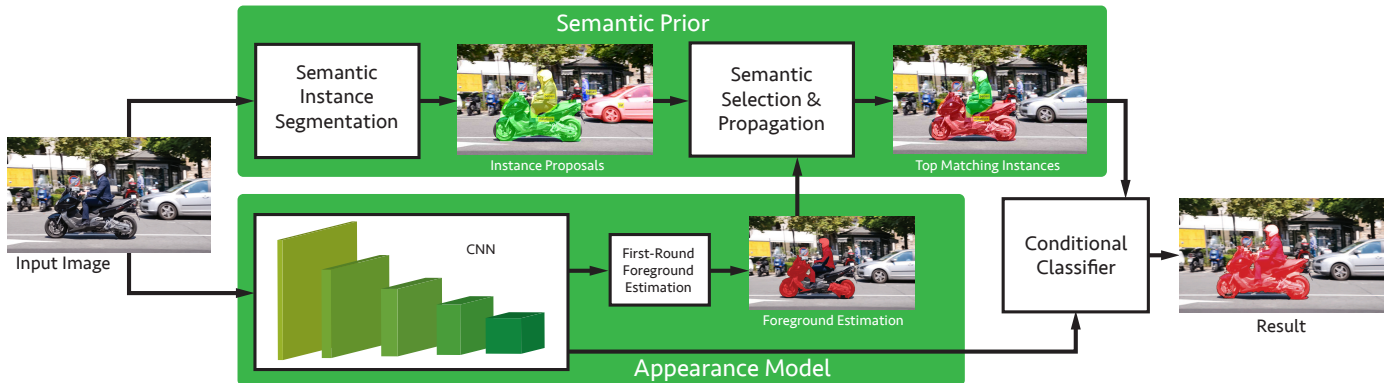 Semantic Prior
Semantic
Instance
Segmentation
Instance Proposals
Semantic
Selection &
Propagation
Top Matching Instances
Input Image
CNN
First-Round
Foreground
Estimation
Foreground Estimation
Appearance Model
Conditional
Classifier
Result